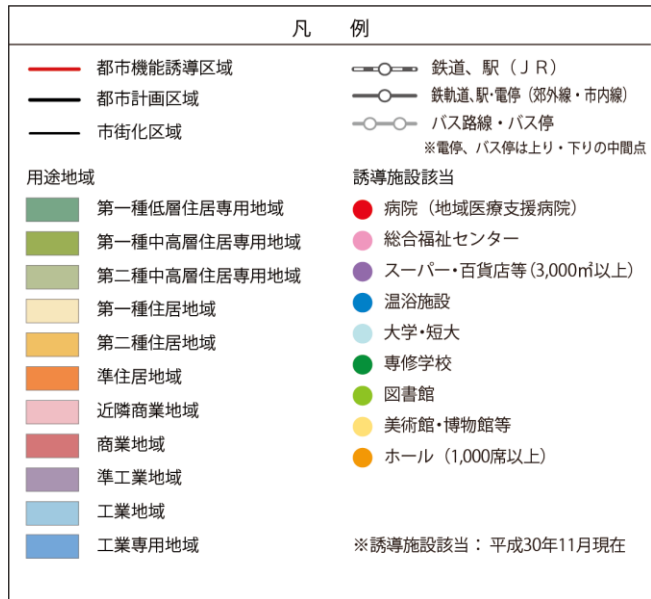 凡 例
都市機能誘導区域
都市計画区域
市街化区域
用途地域
第一種低層住居専用地域
第一種中高層住居専用地域
第二種中高層住居専用地域
第一種住居地域
第二種住居地域
準住居地域
近隣商業地域
商業地域
準工業地域
工業地域
工業専用地域
鉄道、駅（ＪＲ）
鉄軌道、駅・電停（郊外線・市内線）
バス路線・バス停
※電停、バス停は上り・下りの中間点
誘導施設該当
病院（地域医療支援病院）
総合福祉センター
スーパー・百貨店等（3,000㎡以上）
温浴施設
大学・短大
専修学校
図書館
美術館・博物館等
ホール（1,000席以上）
※誘導施設該当： 平成30年11月現在